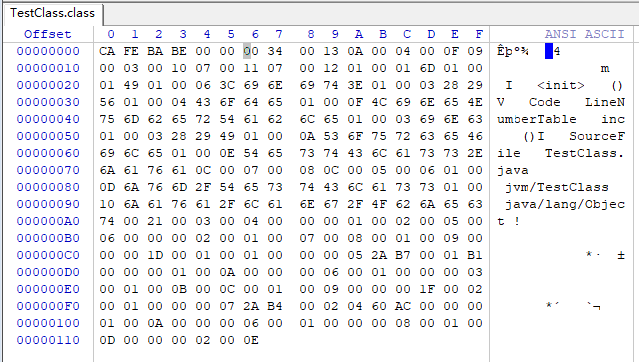 TestClass.class
Offset 0 1 2 3 4 5 6 7 8 9 A B C D E F ANSI ASCII
00000000 CA FE BA BE 00 00 00 34 00 13 0A 00 04 00 0F 09 Êþº¾ 4
00000010 00 03 00 10 07 00 11 07 00 12 01 00 01 6D 01 00 m
00000020 01 49 01 00 06 3C 69 6E 69 74 3E 01 00 03 28 29 I <init> ()
00000030 56 01 00 04 43 6F 64 65 01 00 0F 4C 69 6E 65 4E V Code LineN
00000040 75 6D 62 65 72 54 61 62 6C 65 01 00 03 69 6E 63 umberTable inc
00000050 01 00 03 28 29 49 01 00 0A 53 6F 75 72 63 65 46 ()I SourceF
00000060 69 6C 65 01 00 0E 54 65 73 74 43 6C 61 73 73 2E ile TestClass.
00000070 6A 61 76 61 0C 00 07 00 08 0C 00 05 00 06 01 00 java
00000080 0D 6A 76 6D 2F 54 65 73 74 43 6C 61 73 73 01 00 jvm/TestClass
00000090 10 6A 61 76 61 2F 6C 61 6E 67 2F 4F 62 6A 65 63 java/lang/Objec
000000A0 74 00 21 00 03 00 04 00 00 00 01 00 02 00 05 00 t !
000000B0 06 00 00 00 02 00 01 00 07 00 08 00 01 00 09 00
000000C0 00 00 1D 00 01 00 01 00 00 00 05 2A B7 00 01 B1 *· ±
000000D0 00 00 00 01 00 0A 00 00 00 06 00 01 00 00 00 03
000000E0 00 01 00 0B 00 0C 00 01 00 09 00 00 00 1F 00 02
000000F0 00 01 00 00 00 07 2A B4 00 02 04 60 AC 00 00 00 *´ `¬
00000100 01 00 0A 00 00 00 06 00 01 00 00 00 08 00 01 00
00000110 0D 00 00 00 02 00 0E